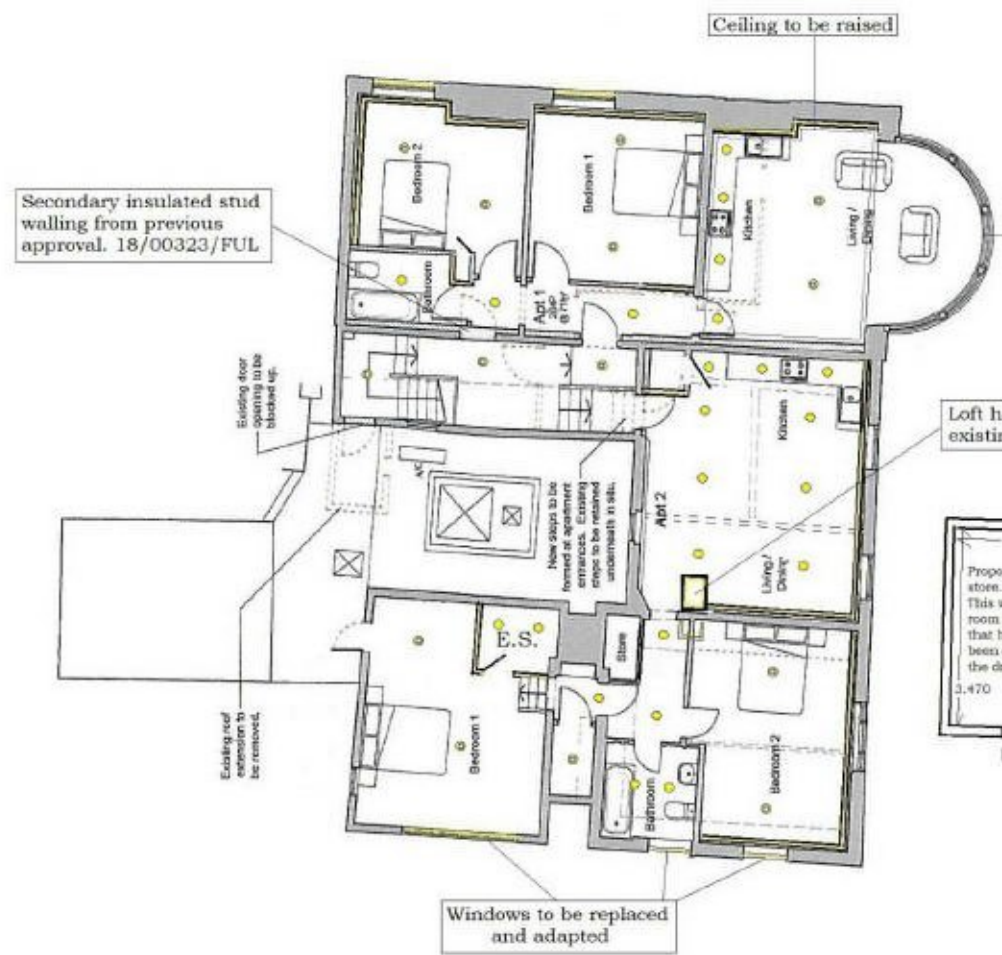 Ceiling to be raised
Secondary insulated stud
walling from previous
approval. 18/00323/FUL
Bedroom 2
Bedroom 1
Kitchen
Living /
Dining
Bathroom
Apt 1
Existing door
opening to be
blocked up.
A/C
New steps to be
formed at apartment
entrances. Existing
steps to be retained
underneath in situ.
Kitchen
Apt 2
Living /
Dining
Loft h
existin
Propo
store.
This
room
that h
been
the d
3.470
E.S.
Store
Existing roof
extension to
be removed.
Bedroom 1
Bathroom
Bedroom 2
Windows to be replaced
and adapted